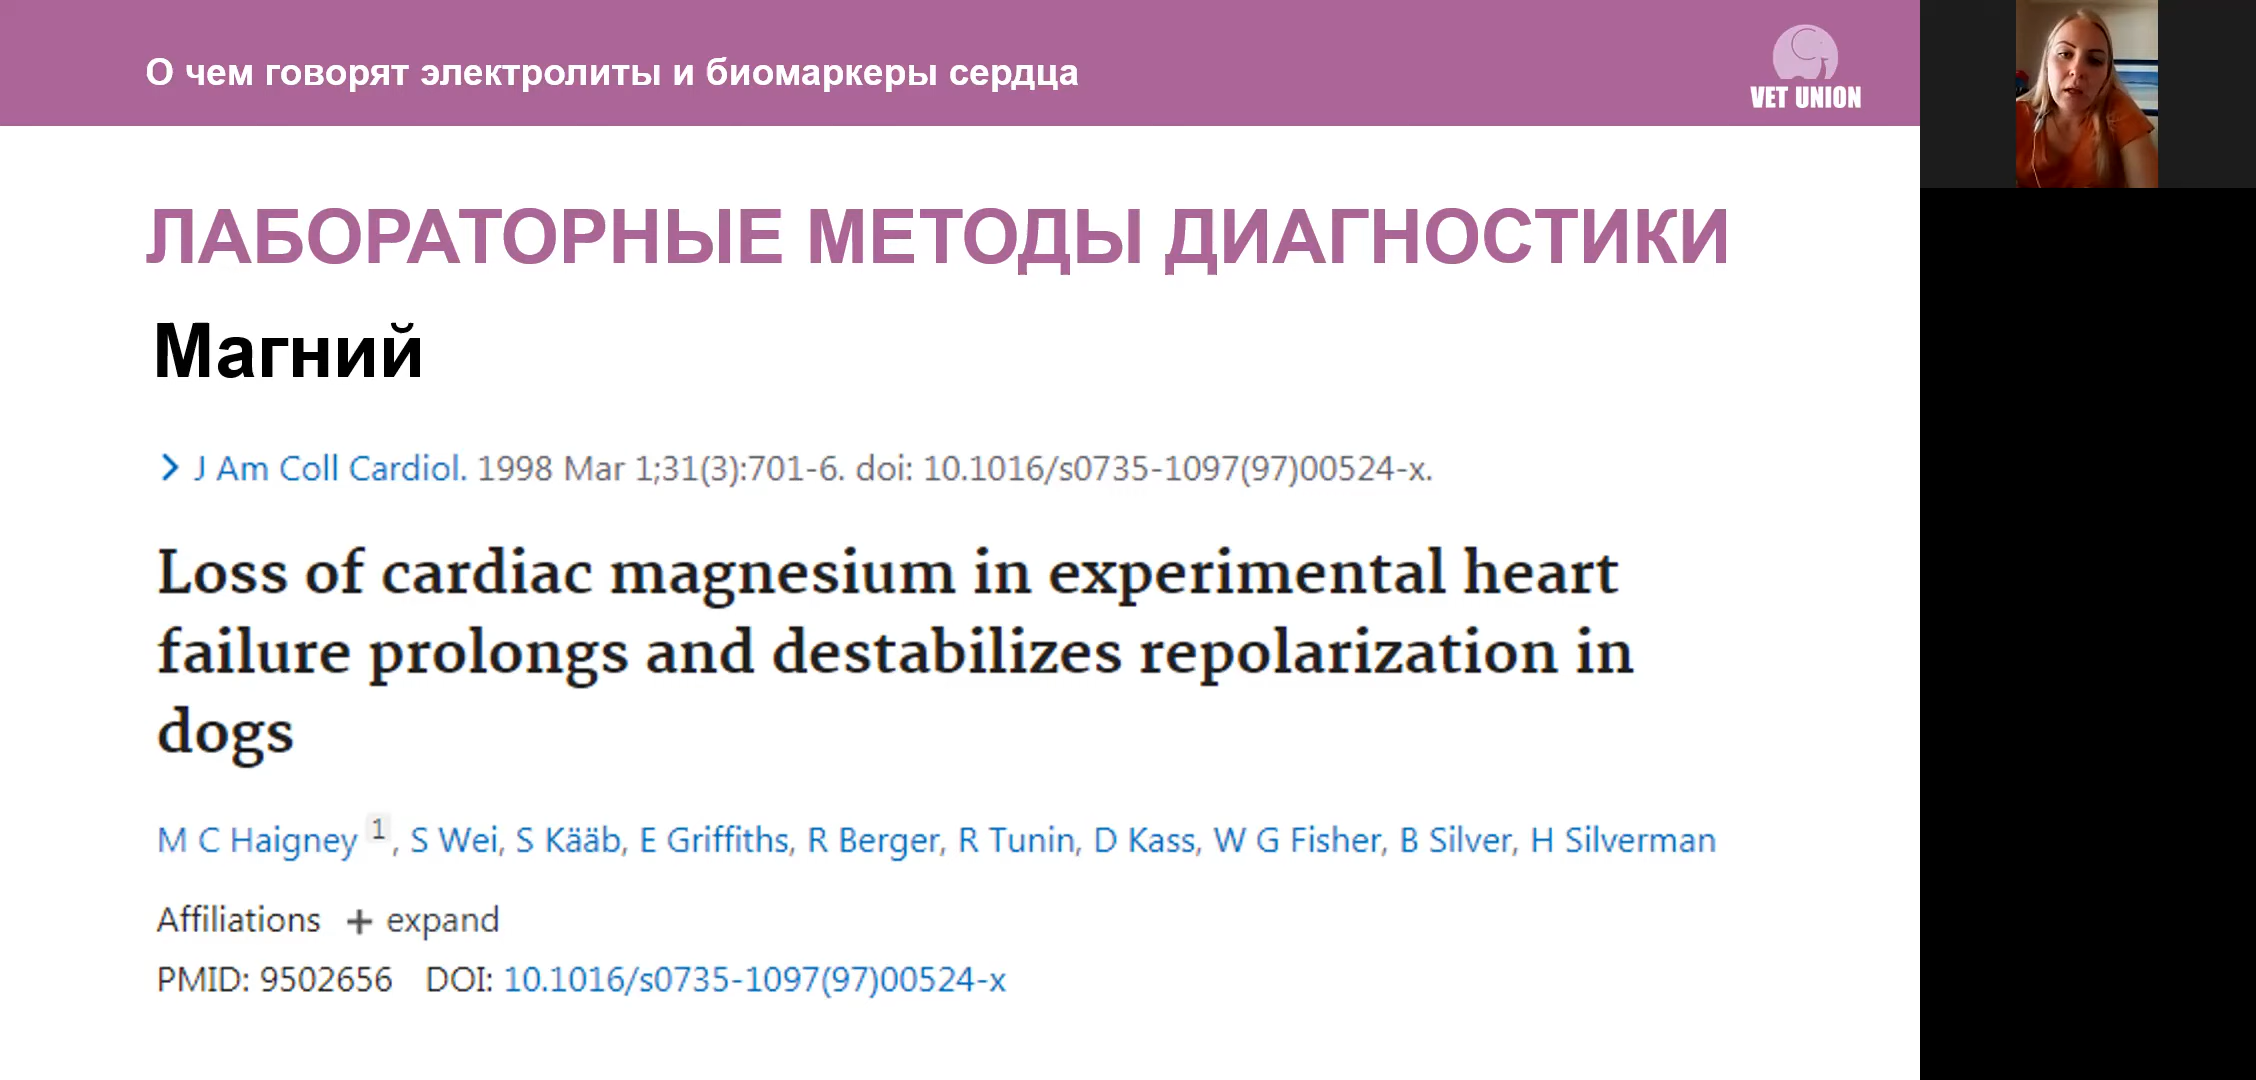 О чем говорят электролиты и биомаркеры сердца
VET UNION
ЛАБОРАТОРНЫЕ МЕТОДЫ ДИАГНОСТИКИ
Магний
J Am Coll Cardiol. 1998 Mar 1;31(3):701-6. doi: 10.1016/s0735-1097(97)00524-x.
Loss of cardiac magnesium in experimental heart
failure prolongs and destabilizes repolarization in
dogs
M C Haigney 1, S Wei, S Kääb, E Griffiths, R Berger, R Tunin, D Kass, W G Fisher, B Silver, H Silverman
Affiliations + expand
PMID: 9502656 DOI: 10.1016/s0735-1097(97)00524-x